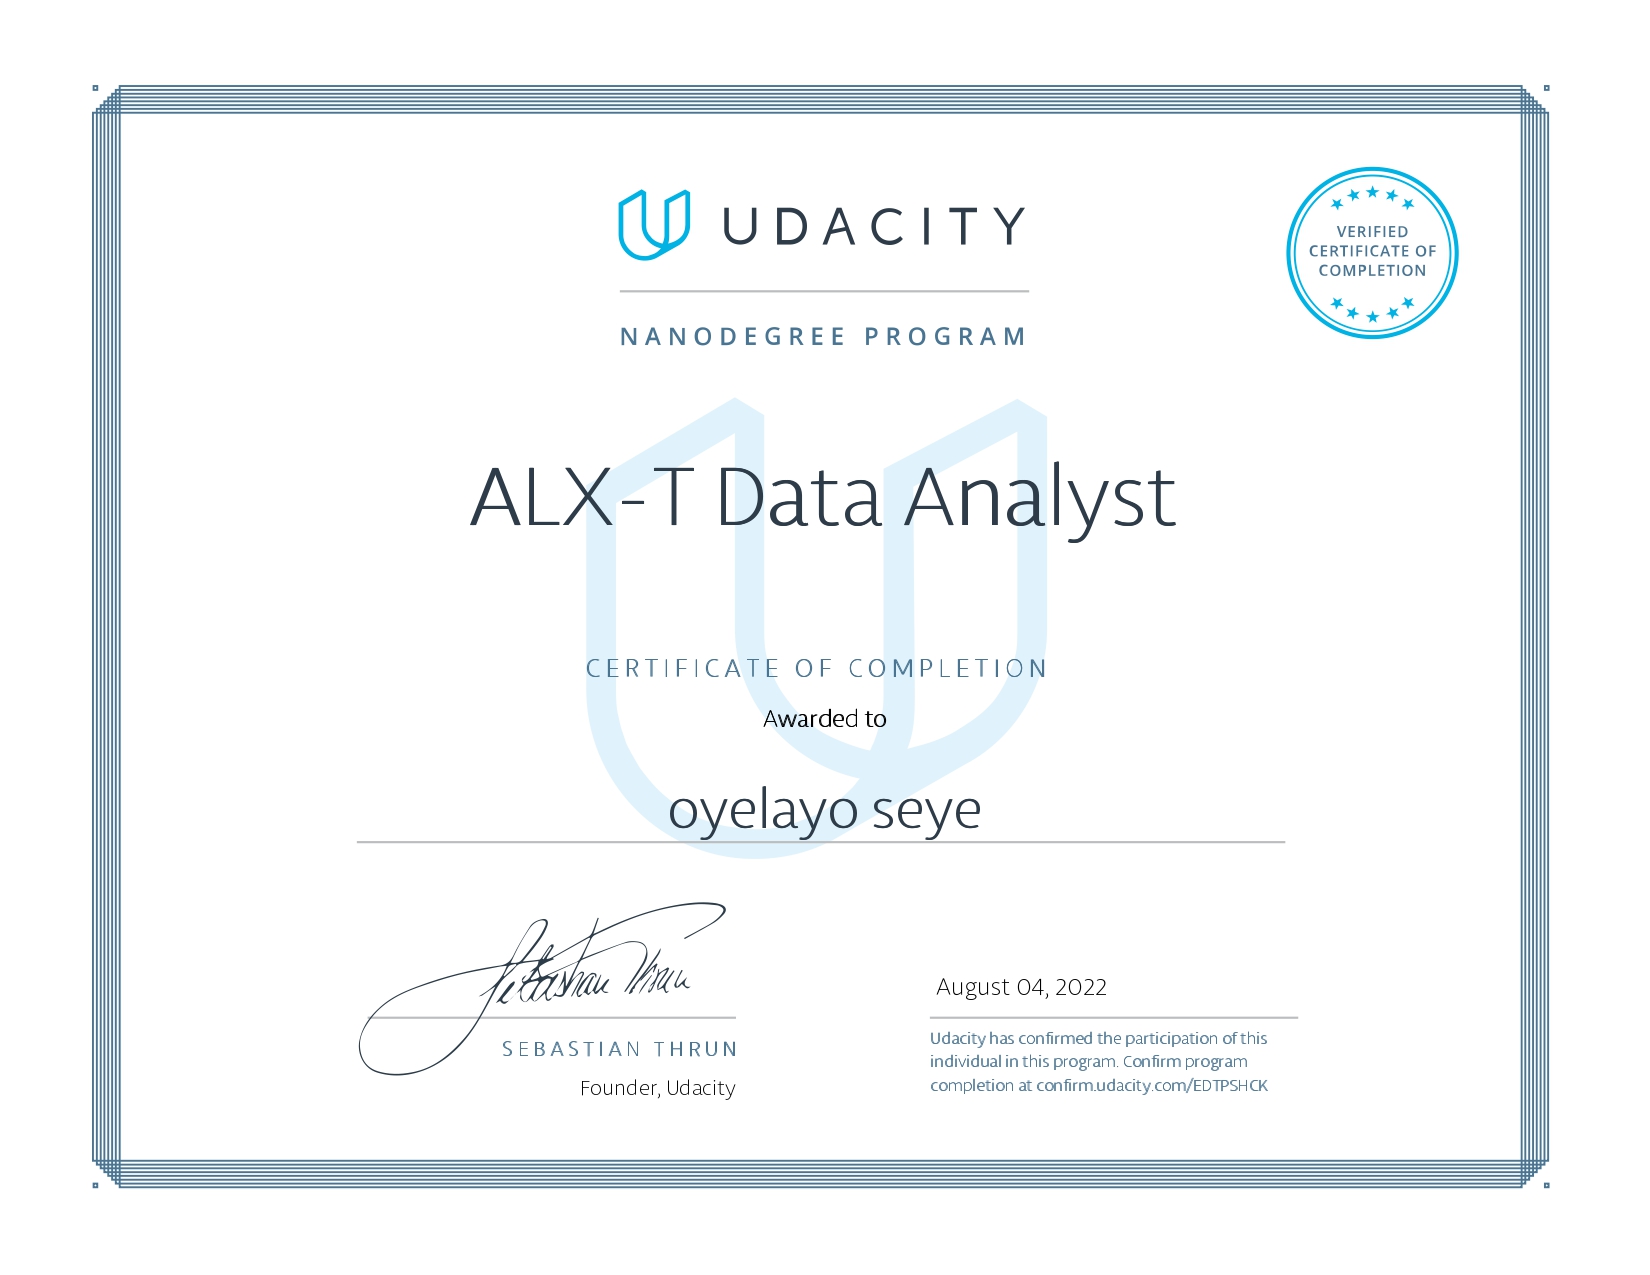 UDACITY
VERIFIED
CERTIFICATE OF
COMPLETION
NANODEGREE PROGRAM
ALX-T Data Analyst
CERTIFICATE OF COMPLETION
Awarded to
oyelayo seye
Sebastian Thrun
August 04, 2022
SEBASTIAN THRUN
Founder, Udacity
Udacity has confirmed the participation of this
individual in this program. Confirm program
completion at confirm.udacity.com/EDTPSHCK